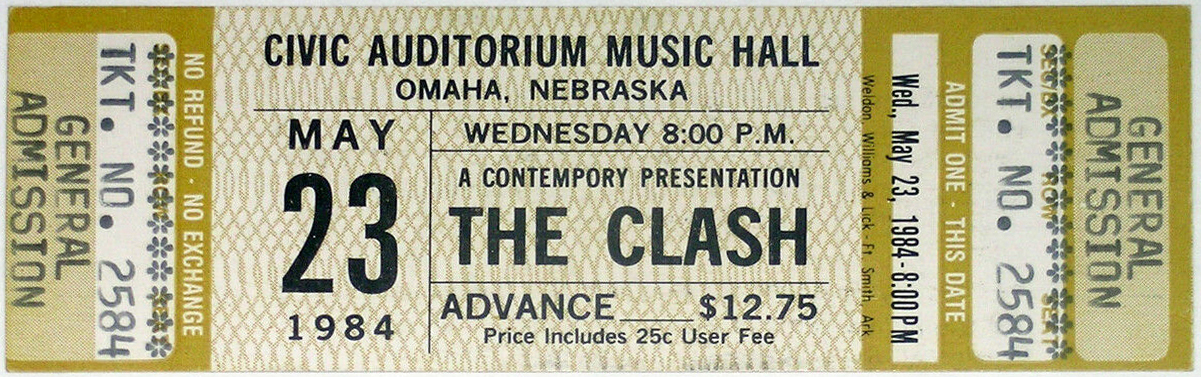 GENERAL
ADMISSION
TKT. NO. 2584
NO REFUND - NO EXCHANGE
CIVIC AUDITORIUM MUSIC HALL
OMAHA, NEBRASKA
MAY
23
1984
WEDNESDAY 8:00 P.M.
A CONTEMPORY PRESENTATION
THE CLASH
ADVANCE $12.75
Price Includes 25c User Fee
Weldon, Williams & Lick - Ft. Smith, Ark
Wed., May 23, 1984 - 8:00 PM
ADMIT ONE - THIS DATE
TKT. NO. 2584
GENERAL
ADMISSION